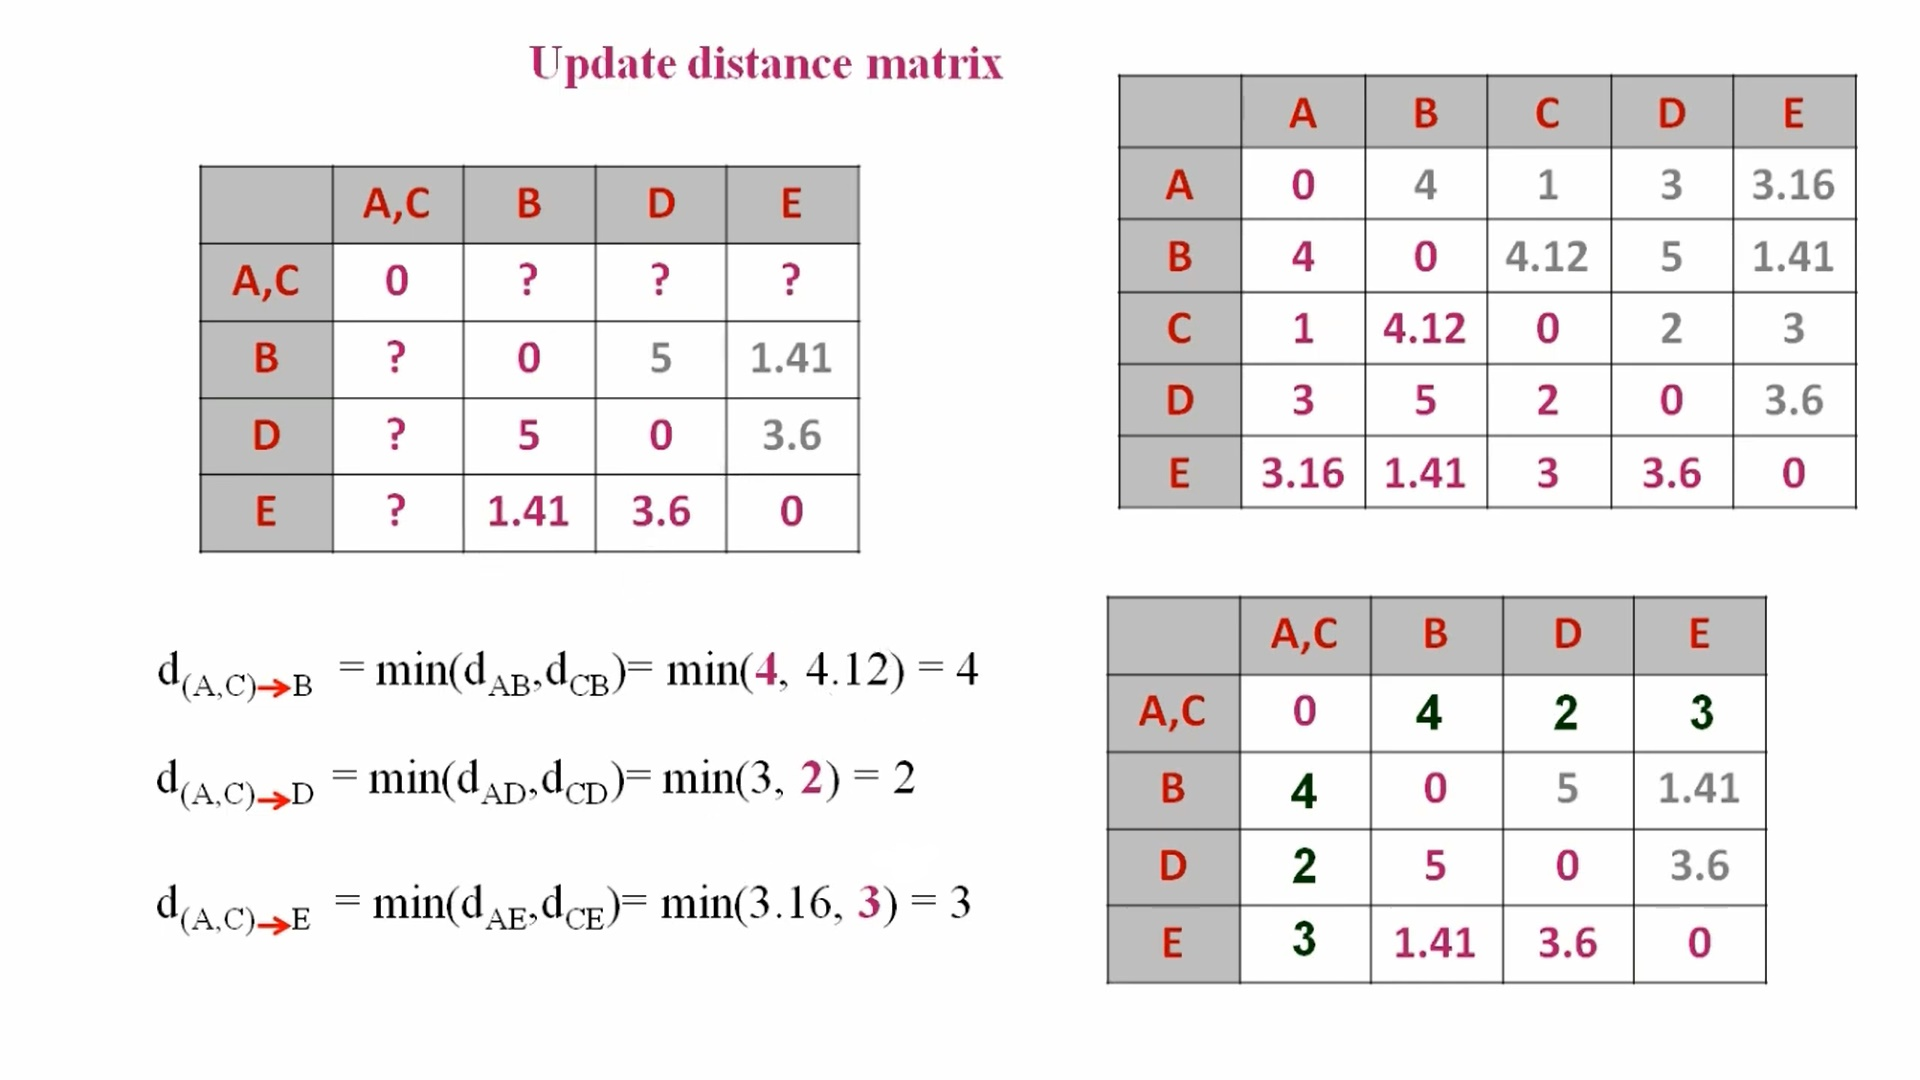 Update distance matrix
A,C B D E
A,C 0 ? ? ?
B ? 0 5 1.41
D ? 5 0 3.6
E ? 1.41 3.6 0
A B C D E
A 0 4 1 3 3.16
B 4 0 4.12 5 1.41
C 1 4.12 0 2 3
D 3 5 2 0 3.6
E 3.16 1.41 3 3.6 0
d(A,C)→B = min(dAB,dCB)= min(4, 4.12) = 4
d(A,C)→D = min(dAD,dCD)= min(3, 2) = 2
d(A,C)→E = min(dAE,dCE)= min(3.16, 3) = 3
A,C B D E
A,C 0 4 2 3
B 4 0 5 1.41
D 2 5 0 3.6
E 3 1.41 3.6 0